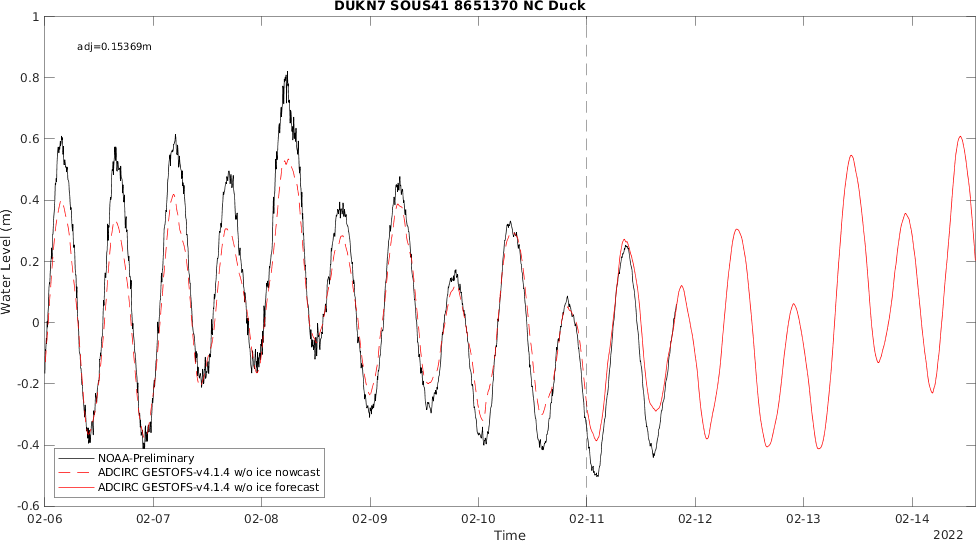 DUKN7 SOUS41 8651370 NC Duck
adj=0.15369m
Water Level (m)
1
0.8
0.6
0.4
0.2
0
-0.2
-0.4
-0.6
NOAA-Preliminary
ADCIRC GESTOFS-v4.1.4 w/o ice nowcast
ADCIRC GESTOFS-v4.1.4 w/o ice forecast
02-06 02-07 02-08 02-09 02-10 02-11 02-12 02-13 02-14
Time
2022